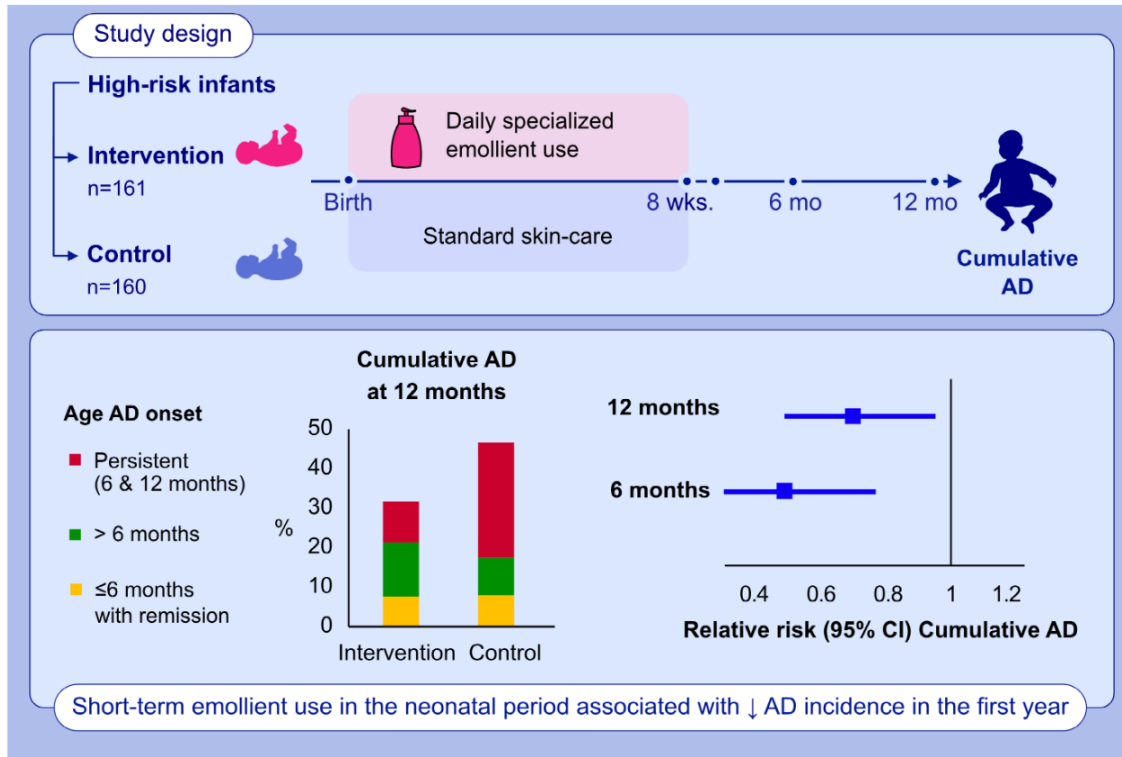 Study design
High-risk infants
Intervention
n=161
Control
n=160
Daily specialized
emollient use
Birth
8 wks.
6 mo
12 mo
Standard skin-care
Cumulative
AD
Age AD onset
Persistent
(6 & 12 months)
> 6 months
≤6 months
with remission
Cumulative AD
at 12 months
%
50
40
30
20
10
0
Intervention Control
12 months
6 months
0.4 0.6 0.8 1 1.2
Relative risk (95% CI) Cumulative AD
Short-term emollient use in the neonatal period associated with ↓ AD incidence in the first year